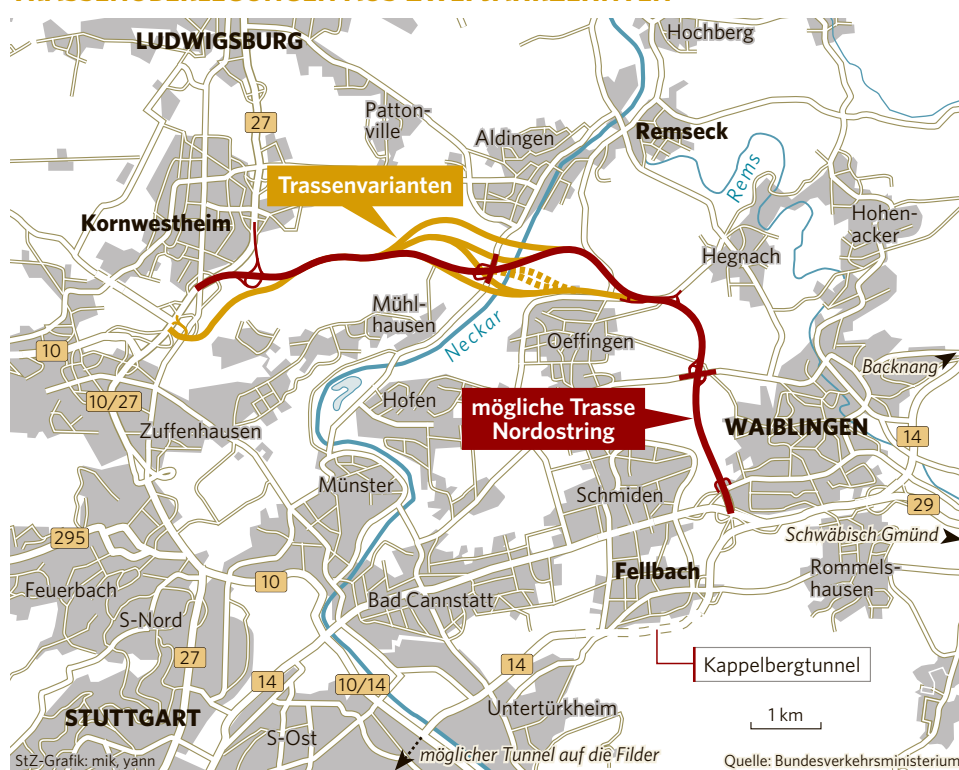 LUDWIGSBURG
Hochberg
27
Patton-
ville
Aldingen
Remseck
Rems
Trassenvarianten
Kornwestheim
Hohen-
acker
Hegnach
Mühl-
hausen
Neckar
Oeffingen
10
Backnang
10/27
Hofen
mögliche Trasse
Nordostring
WAIBLINGEN
Zuffenhausen
14
Münster
Schmiden
29
295
Schwäbisch Gmünd
Feuerbach
10
Fellbach
Rommels-
hausen
Bad Cannstatt
S-Nord
27
14
Kappelbergtunnel
14
10/14
Untertürkheim
STUTTGART
1 km
S-Ost
möglicher Tunnel auf die Filder
StZ-Grafik: mik, yann
Quelle: Bundesverkehrsministerium